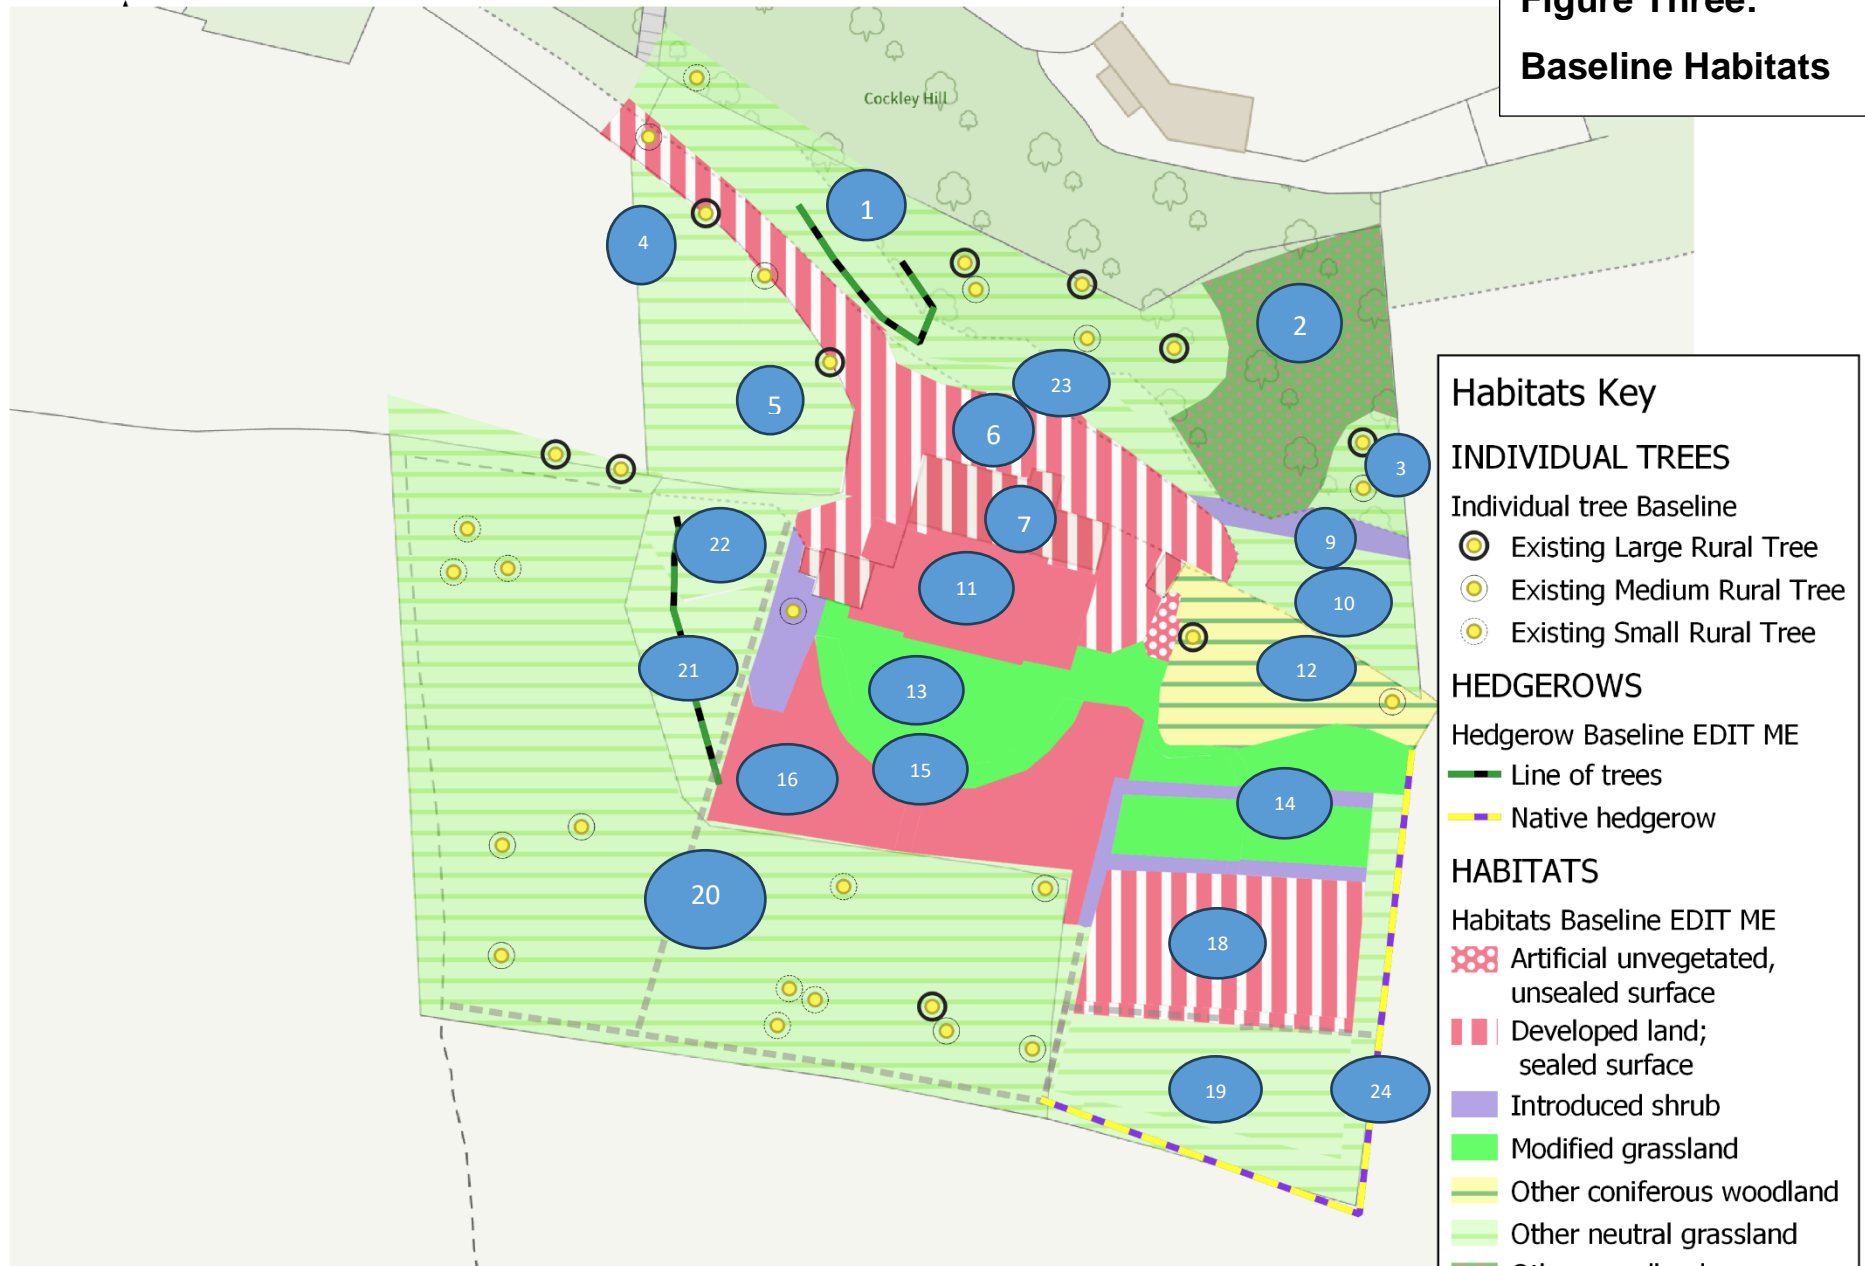 Figure Three:
Baseline Habitats
Cockley Hill
1
4
2
23
5
6
3
7
22
9
11
10
21
13
12
16
15
14
20
18
19
24
Habitats Key
INDIVIDUAL TREES
Individual tree Baseline
Existing Large Rural Tree
Existing Medium Rural Tree
Existing Small Rural Tree
HEDGEROWS
Hedgerow Baseline EDIT ME
Line of trees
Native hedgerow
HABITATS
Habitats Baseline EDIT ME
Artificial unvegetated,
unsealed surface
Developed land;
sealed surface
Introduced shrub
Modified grassland
Other coniferous woodland
Other neutral grassland